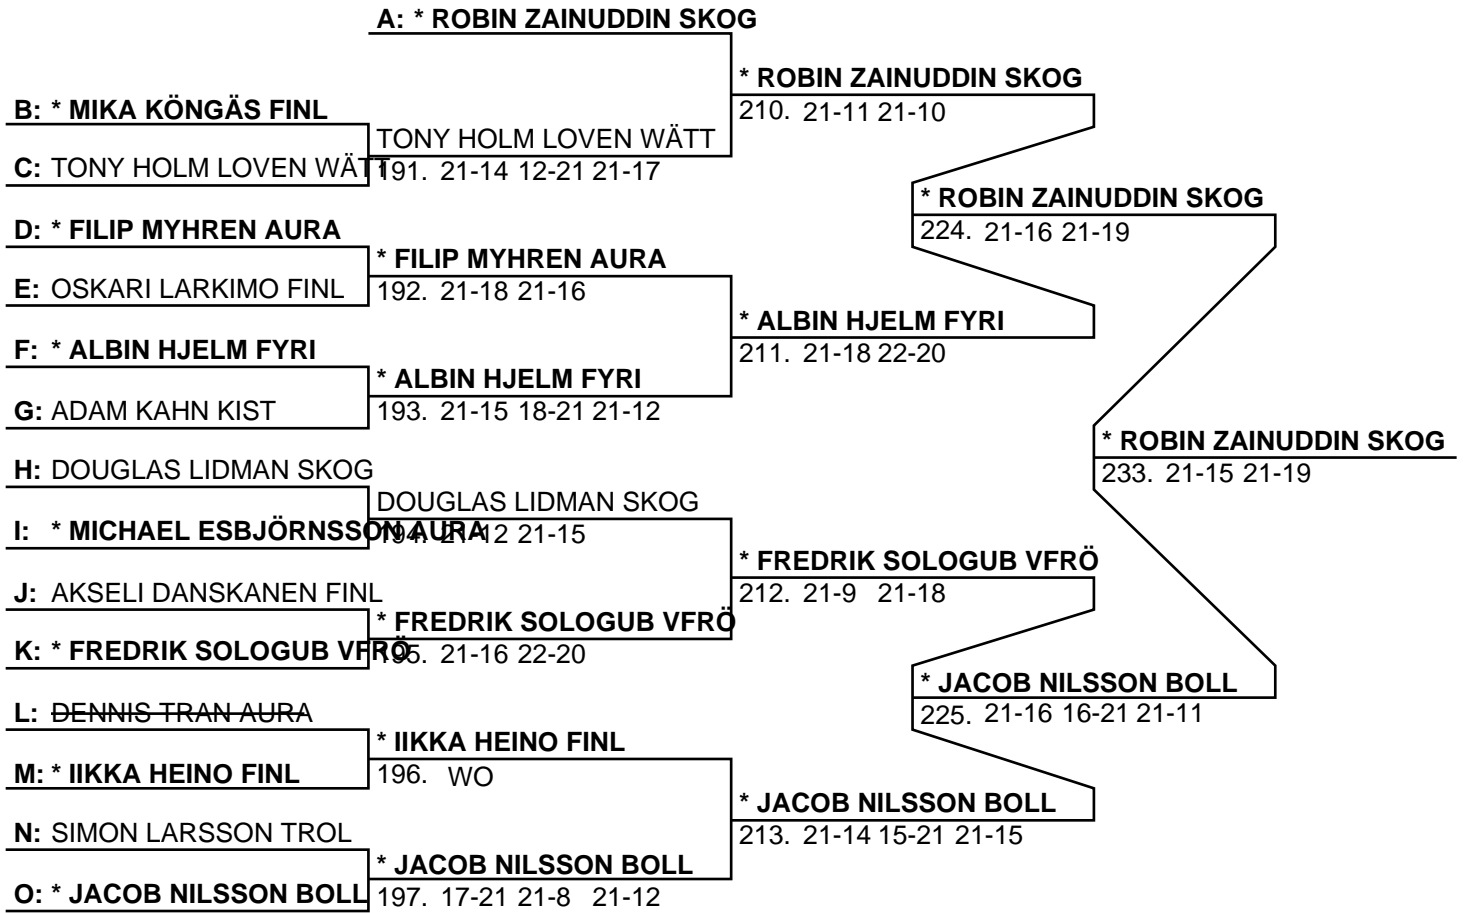 A: * ROBIN ZAINUDDIN SKOG
* ROBIN ZAINUDDIN SKOG
210. 21-11 21-10
B: * MIKA KÖNGÄS FINL
TONY HOLM LOVEN WÄTT
C: TONY HOLM LOVEN WÄTT
191. 21-14 12-21 21-17
* ROBIN ZAINUDDIN SKOG
224. 21-16 21-19
D: * FILIP MYHREN AURA
* FILIP MYHREN AURA
E: OSKARI LARKIMO FINL
192. 21-18 21-16
* ALBIN HJELM FYRI
211. 21-18 22-20
F: * ALBIN HJELM FYRI
* ALBIN HJELM FYRI
G: ADAM KAHN KIST
193. 21-15 18-21 21-12
* ROBIN ZAINUDDIN SKOG
233. 21-15 21-19
H: DOUGLAS LIDMAN SKOG
DOUGLAS LIDMAN SKOG
I: * MICHAEL ESBJÖRNSSON AURA
194. 21-12 21-15
* FREDRIK SOLOGUB VFRÖ
212. 21-9 21-18
J: AKSELI DANSKANEN FINL
* FREDRIK SOLOGUB VFRÖ
K: * FREDRIK SOLOGUB VFRÖ
195. 21-16 22-20
* JACOB NILSSON BOLL
225. 21-16 16-21 21-11
L: DENNIS TRAN AURA
* IIKKA HEINO FINL
M: * IIKKA HEINO FINL
196. WO
* JACOB NILSSON BOLL
213. 21-14 15-21 21-15
N: SIMON LARSSON TROL
* JACOB NILSSON BOLL
O: * JACOB NILSSON BOLL
197. 17-21 21-8 21-12